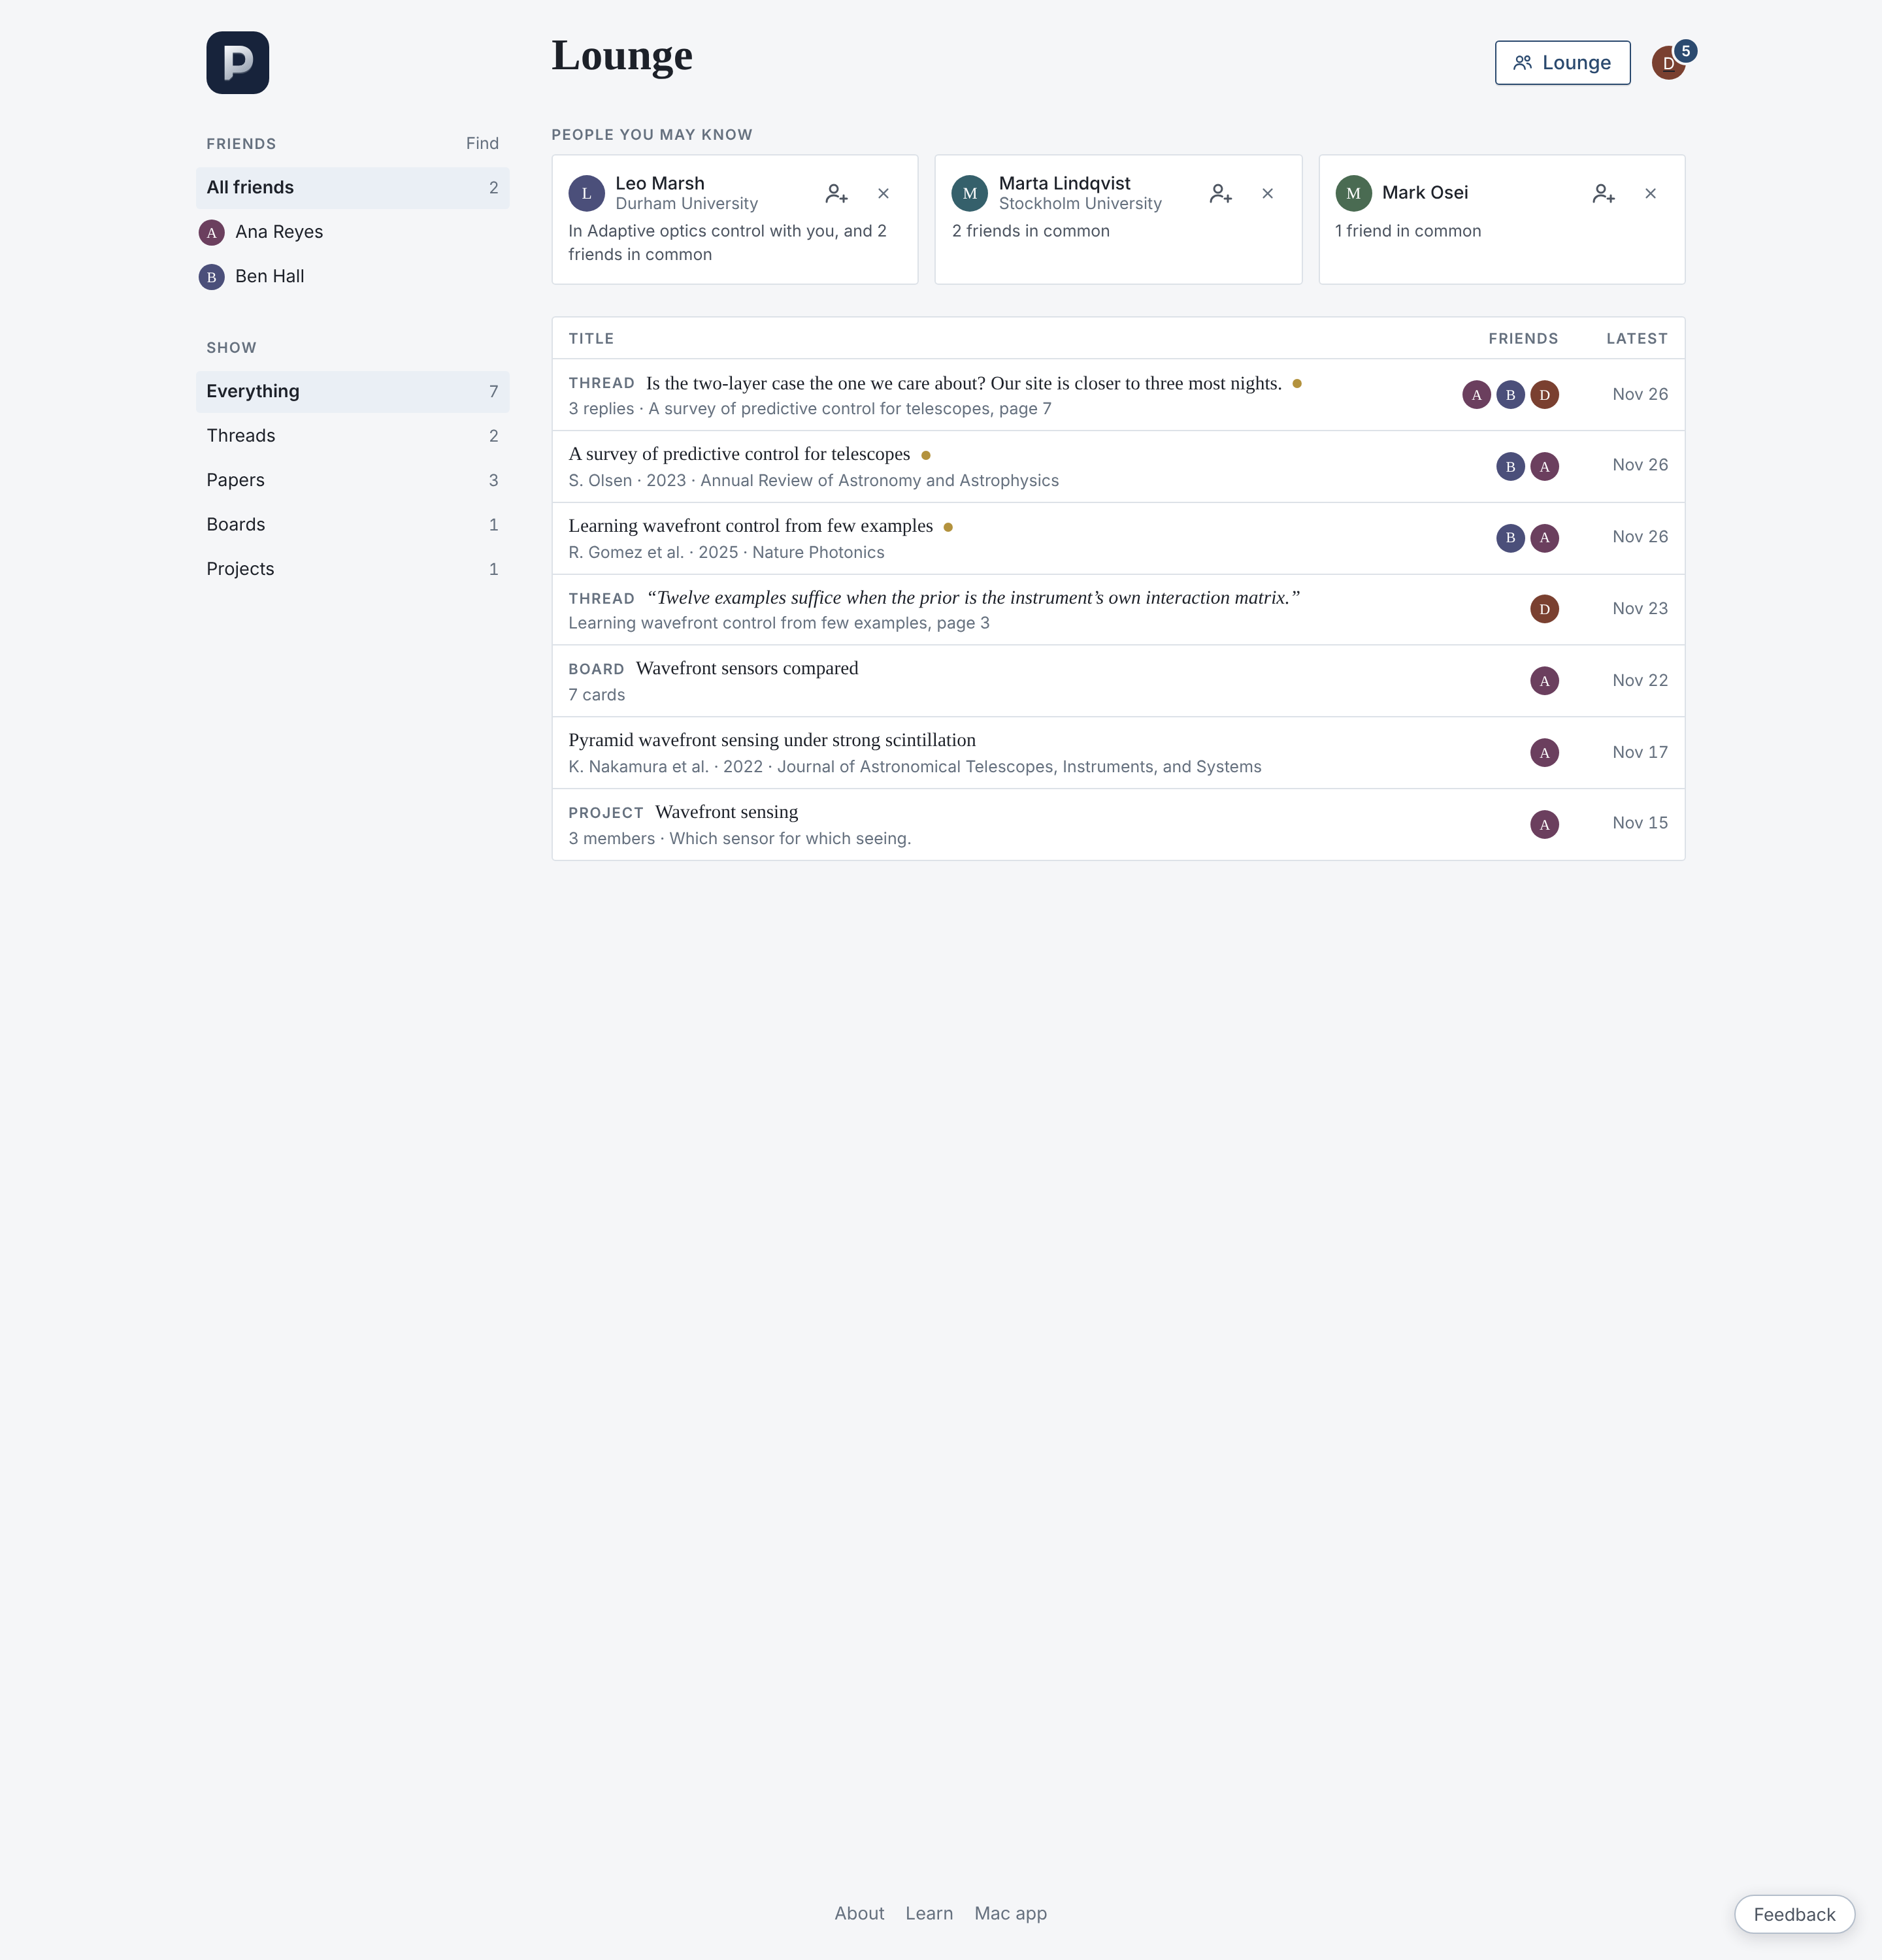 P
Lounge
Lounge
D
5
FRIENDS
Find
All friends
2
A
Ana Reyes
B
Ben Hall
SHOW
Everything
7
Threads
2
Papers
3
Boards
1
Projects
1
PEOPLE YOU MAY KNOW
L
Leo Marsh
Durham University
In Adaptive optics control with you, and 2
friends in common
M
Marta Lindqvist
Stockholm University
2 friends in common
M
Mark Osei
1 friend in common
TITLE FRIENDS LATEST
THREAD Is the two-layer case the one we care about? Our site is closer to three most nights.
3 replies · A survey of predictive control for telescopes, page 7
A B D
Nov 26
A survey of predictive control for telescopes
S. Olsen · 2023 · Annual Review of Astronomy and Astrophysics
B A
Nov 26
Learning wavefront control from few examples
R. Gomez et al. · 2025 · Nature Photonics
B A
Nov 26
THREAD “Twelve examples suffice when the prior is the instrument’s own interaction matrix.”
Learning wavefront control from few examples, page 3
D
Nov 23
BOARD Wavefront sensors compared
7 cards
A
Nov 22
Pyramid wavefront sensing under strong scintillation
K. Nakamura et al. · 2022 · Journal of Astronomical Telescopes, Instruments, and Systems
A
Nov 17
PROJECT Wavefront sensing
3 members · Which sensor for which seeing.
A
Nov 15
About Learn Mac app
Feedback